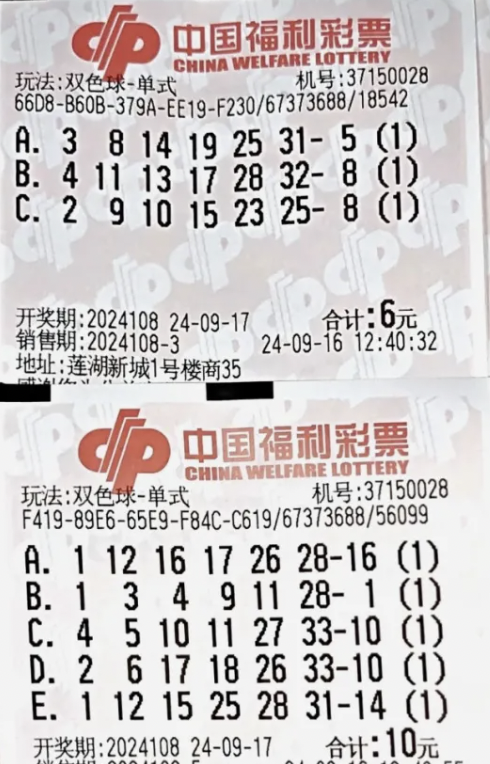 中国福利彩票
CHINA WELFARE LOTTERY
玩法:双色球-单式 机号:37150028
66D8-B60B-379A-EE19-F230/67373688/18542
A. 3 8 14 19 25 31- 5 (1)
B. 4 11 13 17 28 32- 8 (1)
C. 2 9 10 15 23 25- 8 (1)
开奖期:2024108 24-09-17 合计:6元
销售期:2024108-3 24-09-16 12:40:32
地址:莲湖新城1号楼商35
中国福利彩票
CHINA WELFARE LOTTERY
玩法:双色球-单式 机号:37150028
F419-89E6-65E9-F84C-C619/67373688/56099
A. 1 12 16 17 26 28-16 (1)
B. 1 3 4 9 11 28- 1 (1)
C. 4 5 10 11 27 33-10 (1)
D. 2 6 17 18 26 33-10 (1)
E. 1 12 15 25 28 31-14 (1)
开奖期:2024108 24-09-17 合计:10元